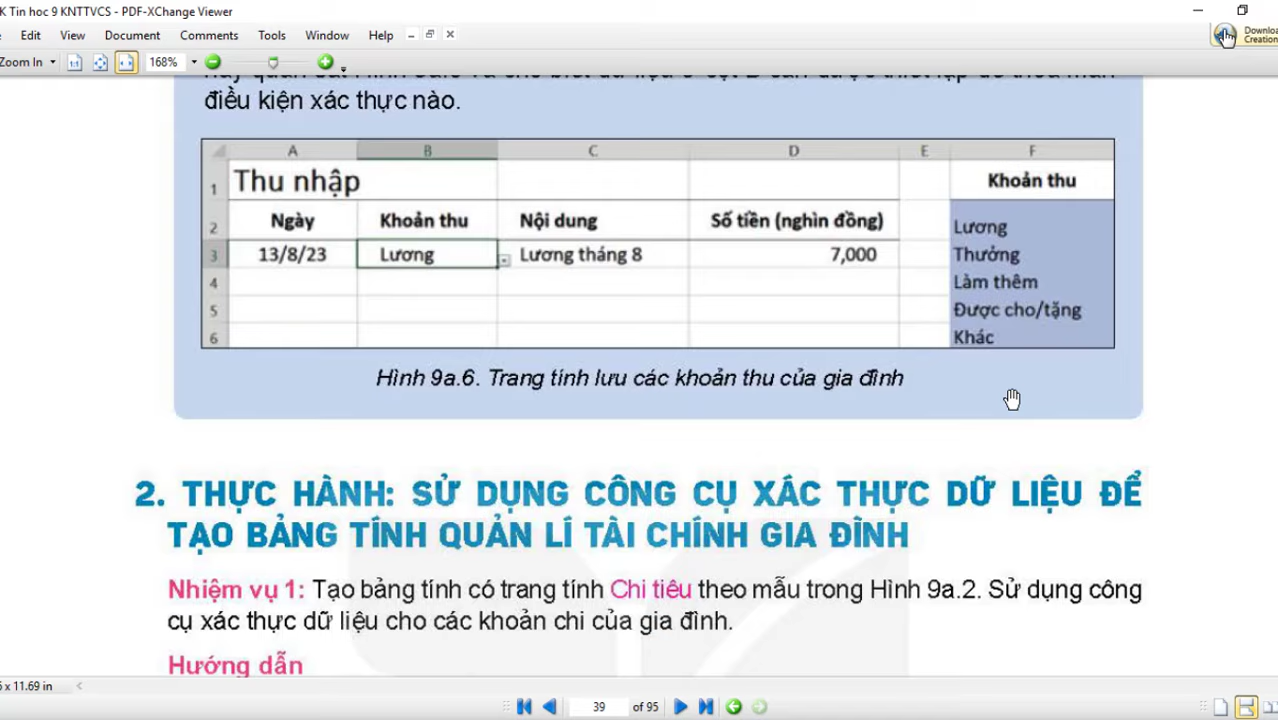 K Tin hoc 9 KNTTVCS - PDF-XChange Viewer
Edit View Document Comments Tools Window Help
Download
Creation
Zoom In 168%
điều kiện xác thực nào.
A B C D E F
1 Thu nhập Khoản thu
2 Ngày Khoản thu Nội dung Số tiền (nghìn đồng) Lương
3 13/8/23 Lương Lương tháng 8 7,000 Thưởng
4 Làm thêm
5 Được cho/tặng
6 Khác
Hình 9a.6. Trang tính lưu các khoản thu của gia đình
2. THỰC HÀNH: SỬ DỤNG CÔNG CỤ XÁC THỰC DỮ LIỆU ĐỂ
TẠO BẢNG TÍNH QUẢN LÍ TÀI CHÍNH GIA ĐÌNH
Nhiệm vụ 1: Tạo bảng tính có trang tính Chi tiêu theo mẫu trong Hình 9a.2. Sử dụng công
cụ xác thực dữ liệu cho các khoản chi của gia đình.
Hướng dẫn
x 11.69 in
39 of 95